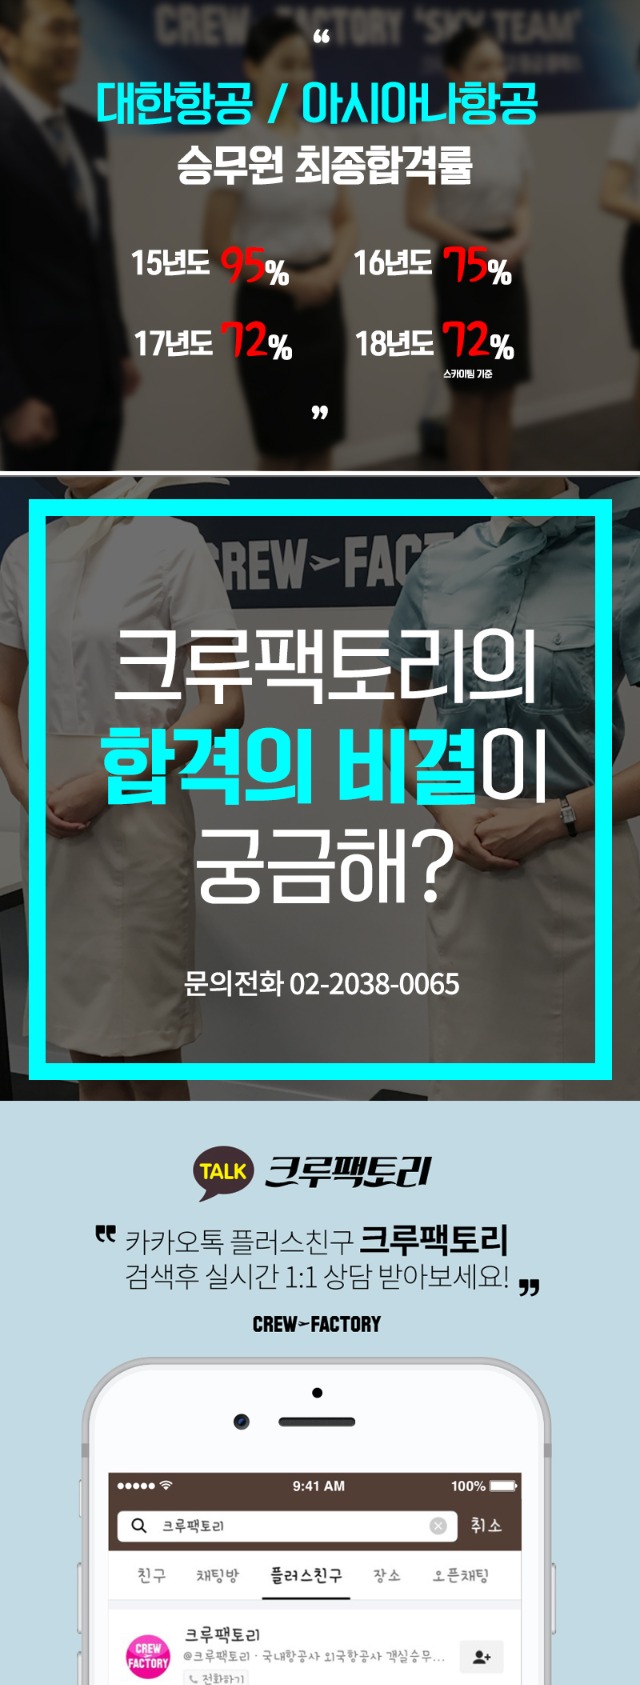 CREW FACTORY 'SKY TEAM'
“
대한항공 / 아시아나항공
승무원 최종합격률
15년도 95%
16년도 75%
17년도 72%
18년도 72%
스카이팀 기준
”
CREW FACT
크루팩토리의
합격의 비결이
궁금해?
문의전화 02-2038-0065
TALK 크루팩토리
“ 카카오톡 플러스친구 크루팩토리
검색후 실시간 1:1 상담 받아보세요! ”
CREW FACTORY
9:41 AM 100%
크루팩토리 취소
친구 채팅방 플러스친구 장소 오픈채팅
CREW FACTORY
크루팩토리
@크루팩토리 · 국내항공사 외국항공사 객실승무...
전화하기